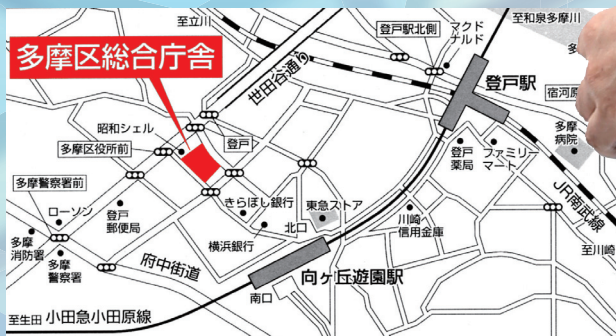 至立川
マクド
ナルド
至和泉多摩川
登戸駅北側
多摩区総合庁舎
世田谷通り
登戸駅
宿河原
昭和シェル
多摩区役所前
登戸
多摩
病院
登戸
薬局
ファミリー
マート
多摩警察署前
JR南武線
きらぼし銀行
東急ストア
ローソン
登戸
郵便局
北口
川崎
信用金庫
横浜銀行
多摩
消防署
多摩
警察署
府中街道
至川崎
向ヶ丘遊園駅
南口
至生田 小田急小田原線